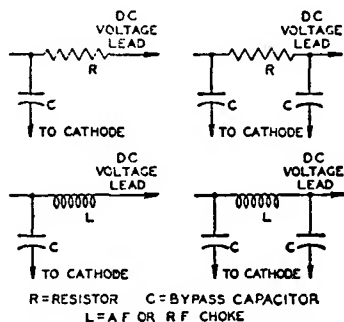 DC
VOLTAGE
LEAD
R
C
TO CATHODE
DC
VOLTAGE
LEAD
R
C
C
TO CATHODE
DC
VOLTAGE
LEAD
L
C
TO CATHODE
DC
VOLTAGE
LEAD
L
C
C
TO CATHODE
R=RESISTOR C=BYPASS CAPACITOR
L=AF OR RF CHOKE